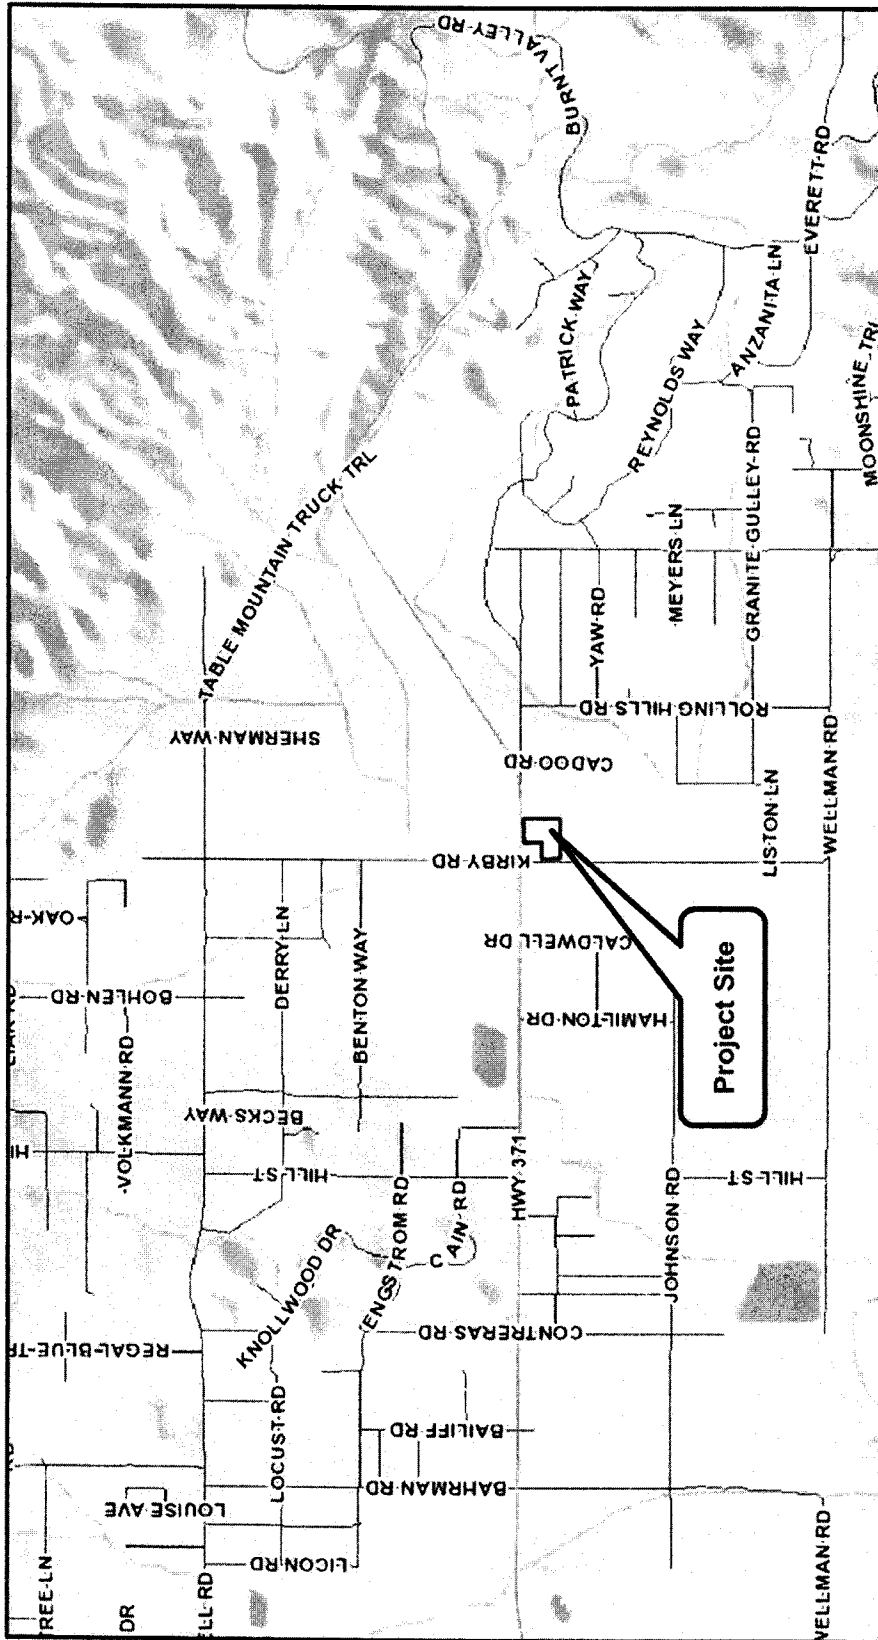 BURNT VALLEY RD
EVERETT RD
PATRICK WAY
REYNOLDS WAY
ANZANITA LN
MOONSHINE TRL
TABLE MOUNTAIN TRUCK TRL
MEYERS LN
GRANITE GULLEY RD
YAW RD
ROLLING HILLS RD
SHERMAN WAY
CADOO RD
LISTON LN
WELLMAN RD
KIRBY RD
OAK R
DERRY LN
BOHLEN RD
BENTON WAY
CALDWELL DR
HAMILTON DR
Project Site
VOLKMANN RD
BECKS WAY
HI
HILL ST
HWY 371
HILL ST
JOHNSON RD
KNOLLWOOD DR
ENGSTROM RD
C
AIN RD
REGAL BLUE TR
CONTRERAS RD
LOCUST RD
BAILIFF RD
BAHRMAN RD
LOUISE AVE
LICON RD
TREE LN
DR
ELL RD
WELLMAN RD